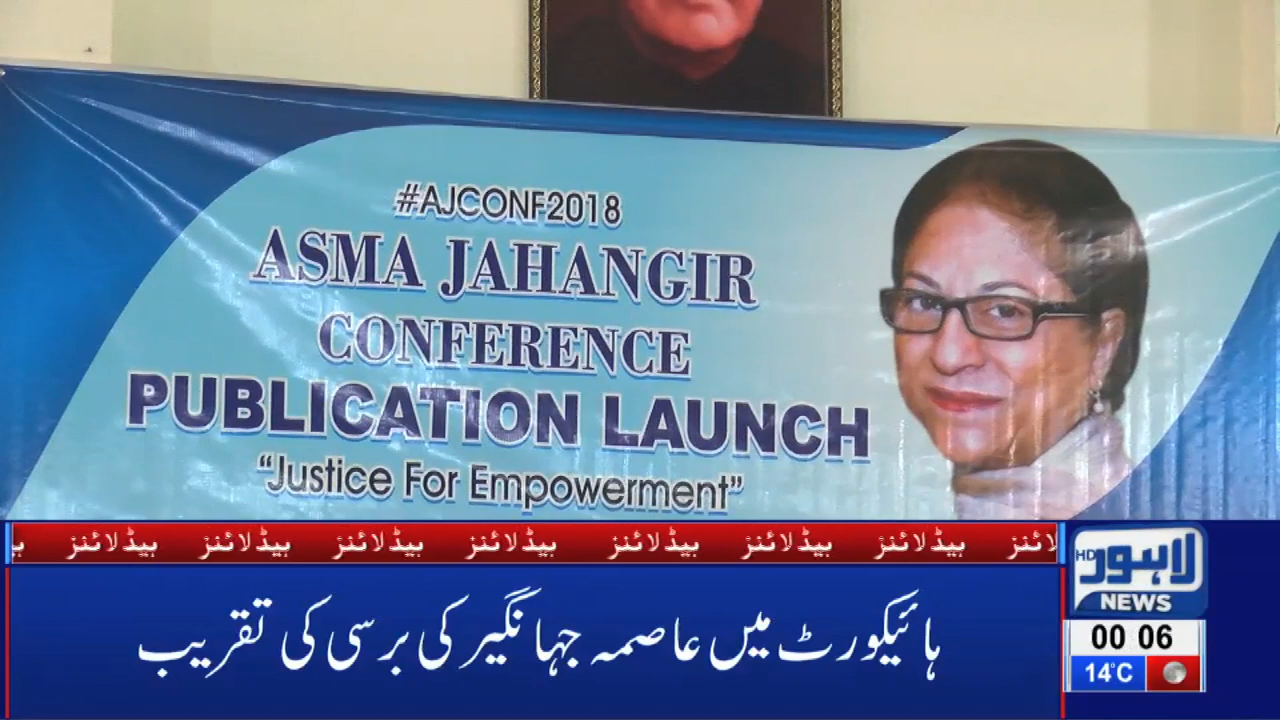 #AJCONF2018
ASMA JAHANGIR
CONFERENCE
PUBLICATION LAUNCH
“Justice For Empowerment”
ہیڈلائنز ہیڈلائنز ہیڈلائنز ہیڈلائنز ہیڈلائنز ہیڈلائنز ہیڈلائنز
ہائیکورٹ میں عاصمہ جہانگیر کی برسی کی تقریب
لاہور HD
NEWS
00 06
14°C